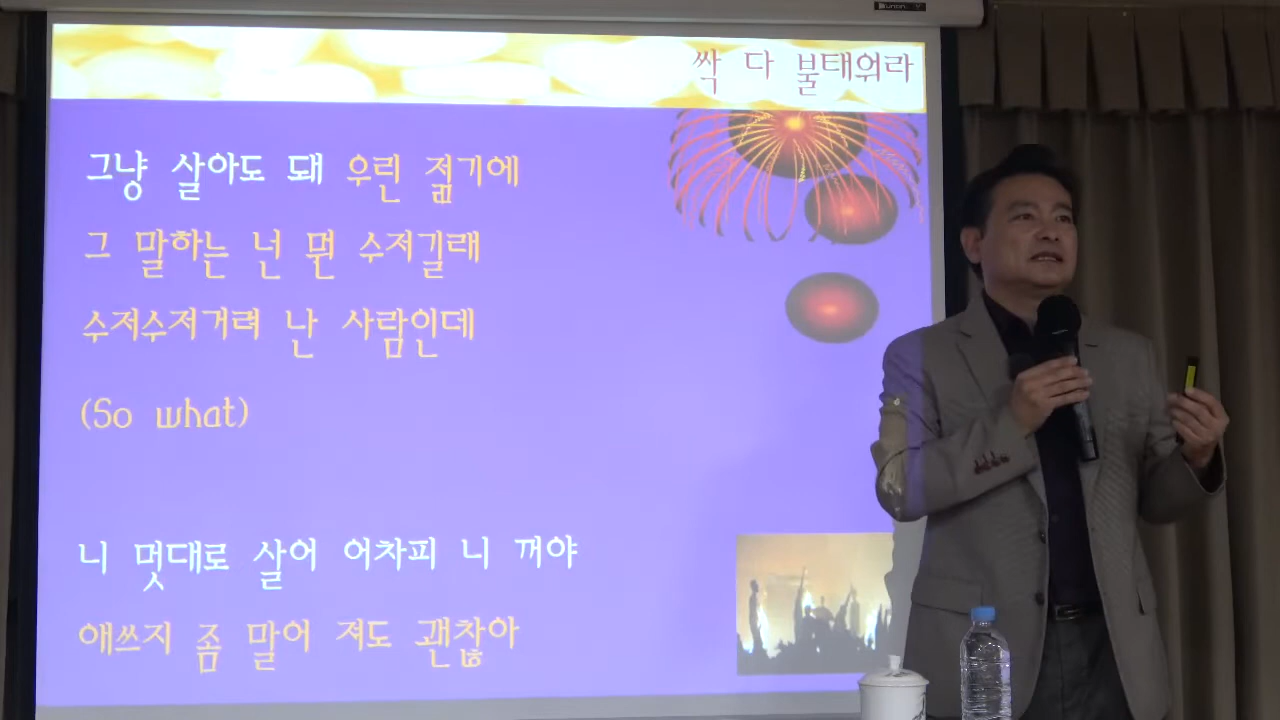 싹 다 불태워라
그냥 살아도 돼 우린 젊기에
그 말하는 넌 뭔 수저길래
수저수저거려 난 사람인데
(So what)
니 멋대로 살어 어차피 니 꺼야
애쓰지 좀 말어 져도 괜찮아